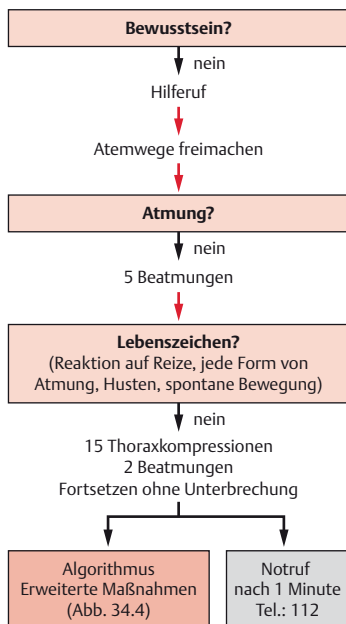 Bewusstsein?
nein
Hilferuf
Atemwege freimachen
Atmung?
nein
5 Beatmungen
Lebenszeichen?
(Reaktion auf Reize, jede Form von
Atmung, Husten, spontane Bewegung)
nein
15 Thoraxkompressionen
2 Beatmungen
Fortsetzen ohne Unterbrechung
Algorithmus
Erweiterte Maßnahmen
(Abb. 34.4)
Notruf
nach 1 Minute
Tel.: 112